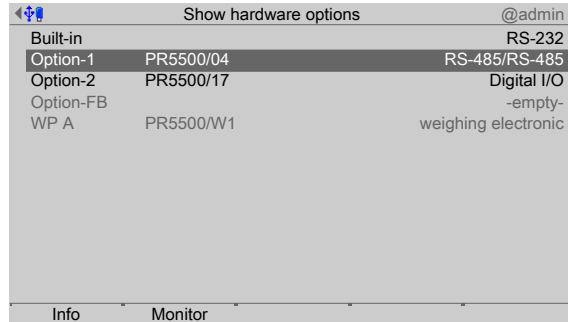 Show hardware options @admin
Built-in RS-232
Option-1 PR5500/04 RS-485/RS-485
Option-2 PR5500/17 Digital I/O
Option-FB -empty-
WP A PR5500/W1 weighing electronic
Info Monitor